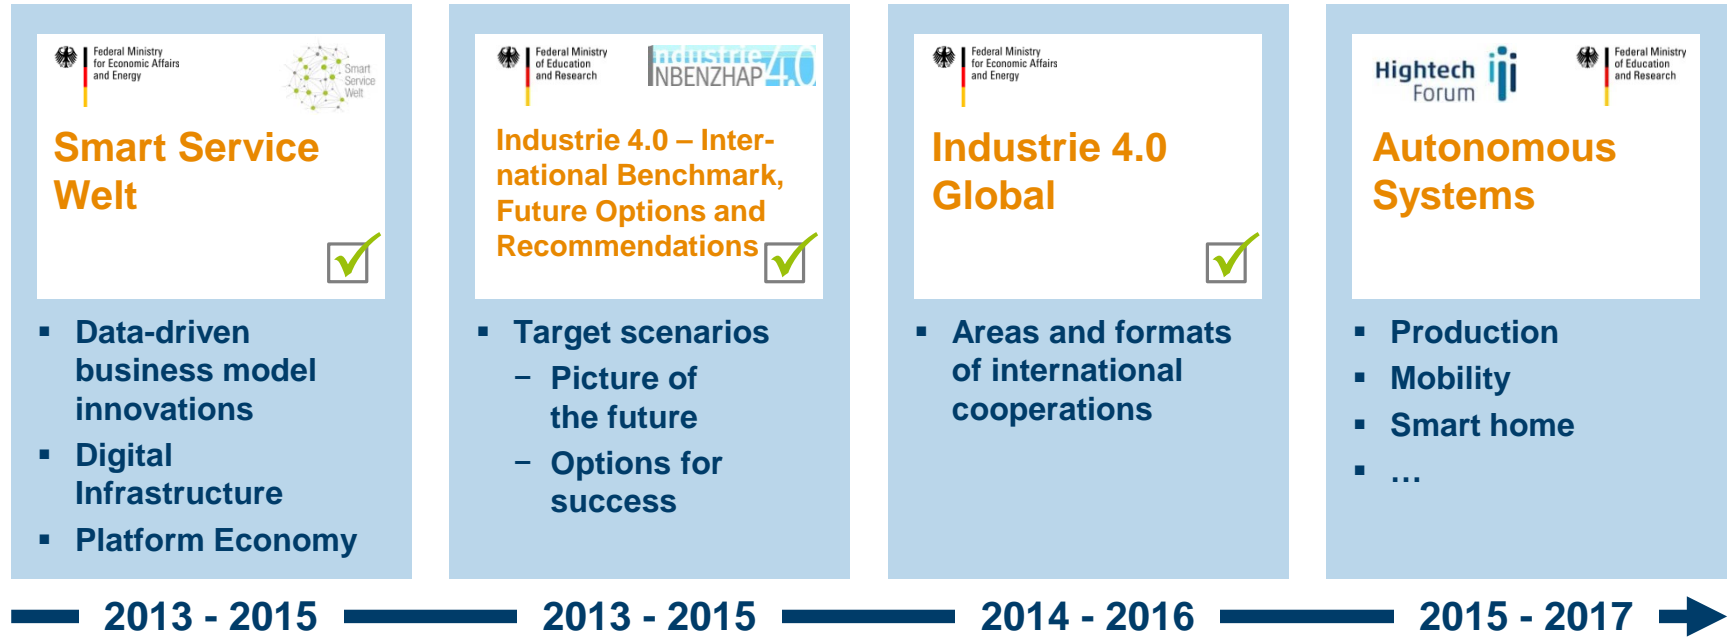 Federal Ministry
for Economic Affairs
and Energy
Smart
Service
Welt
Smart Service
Welt
▪ Data-driven
business model
innovations
▪ Digital
Infrastructure
▪ Platform Economy
2013 - 2015
Federal Ministry
of Education
and Research
Industrie 4.0
INBENZHAP
Industrie 4.0 – Inter-
national Benchmark,
Future Options and
Recommendations
▪ Target scenarios
– Picture of
the future
– Options for
success
2013 - 2015
Federal Ministry
for Economic Affairs
and Energy
Industrie 4.0
Global
▪ Areas and formats
of international
cooperations
2014 - 2016
Hightech
Forum
Federal Ministry
of Education
and Research
Autonomous
Systems
▪ Production
▪ Mobility
▪ Smart home
▪ …
2015 - 2017